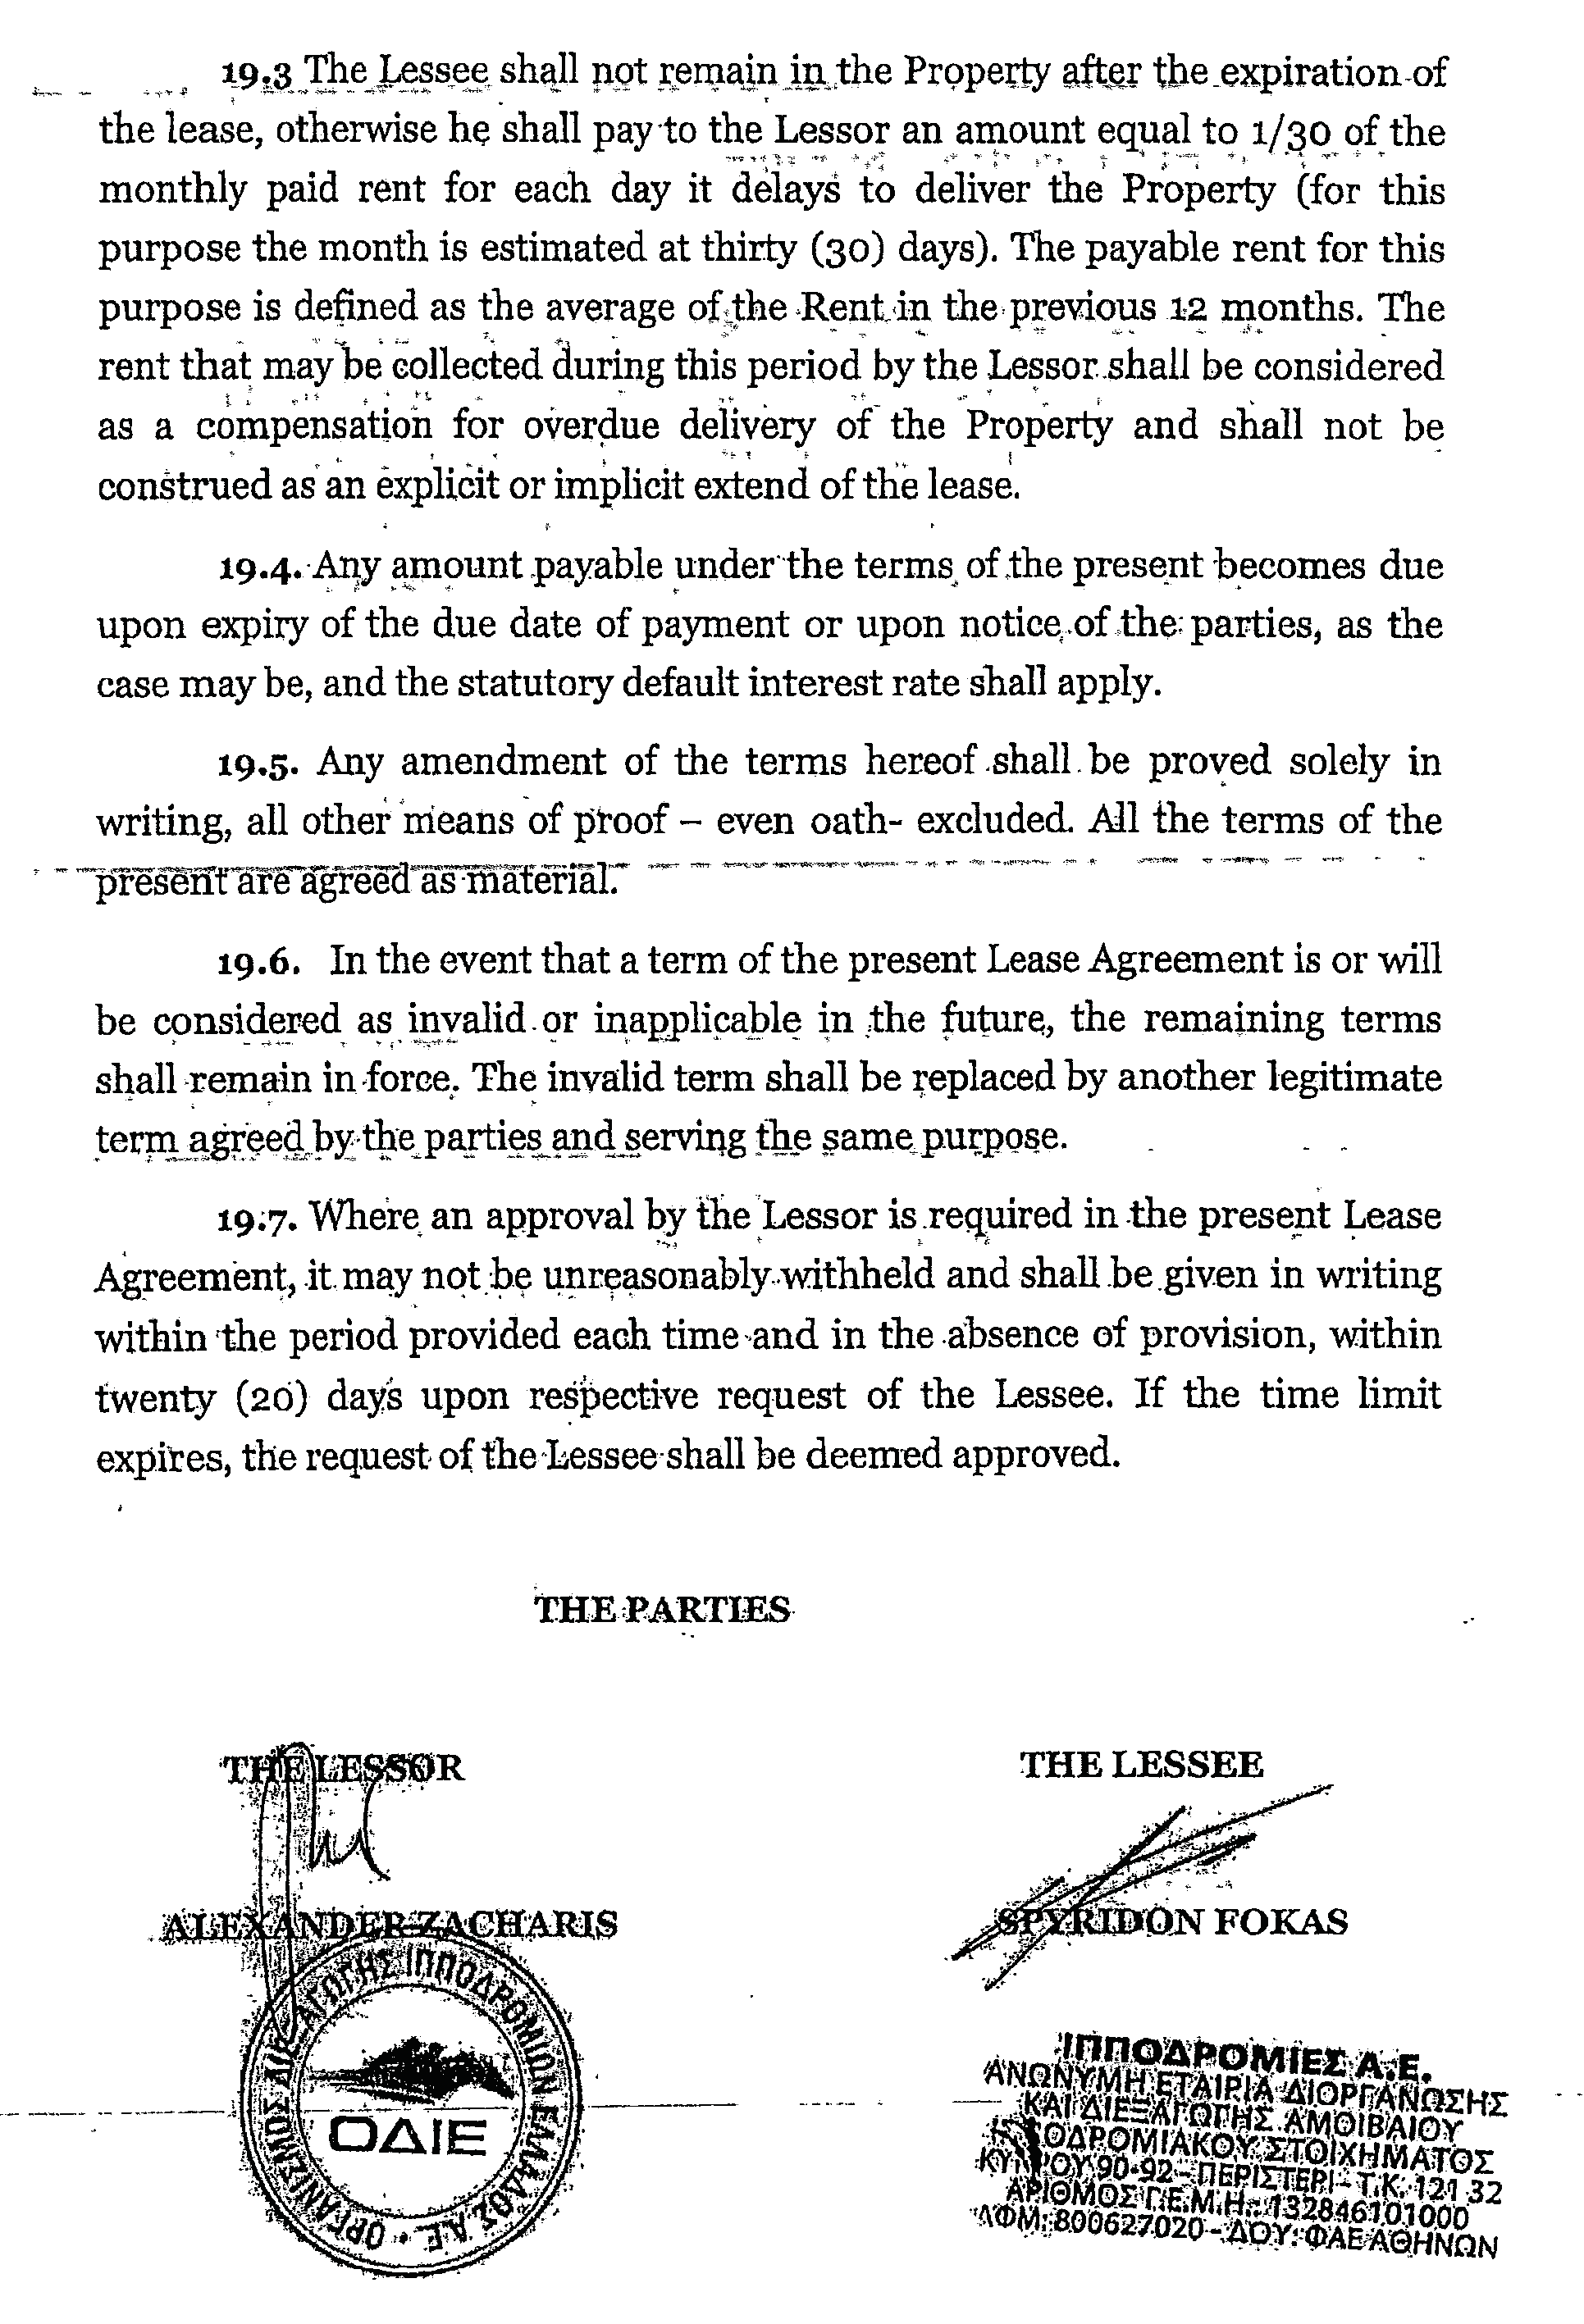 19.3 The Lessee shall not remain in the Property after the expiration of
the lease, otherwise he shall pay to the Lessor an amount equal to 1/30 of the
monthly paid rent for each day it delays to deliver the Property (for this
purpose the month is estimated at thirty (30) days). The payable rent for this
purpose is defined as the average of the Rent in the previous 12 months. The
rent that may be collected during this period by the Lessor shall be considered
as a compensation for overdue delivery of the Property and shall not be
construed as an explicit or implicit extend of the lease.
19.4. Any amount payable under the terms of the present becomes due
upon expiry of the due date of payment or upon notice of the parties, as the
case may be, and the statutory default interest rate shall apply.
19.5. Any amendment of the terms hereof shall be proved solely in
writing, all other means of proof – even oath- excluded. All the terms of the
present are agreed as material.
19.6. In the event that a term of the present Lease Agreement is or will
be considered as invalid or inapplicable in the future, the remaining terms
shall remain in force. The invalid term shall be replaced by another legitimate
term agreed by the parties and serving the same purpose.
19.7. Where an approval by the Lessor is required in the present Lease
Agreement, it may not be unreasonably withheld and shall be given in writing
within the period provided each time and in the absence of provision, within
twenty (20) days upon respective request of the Lessee. If the time limit
expires, the request of the Lessee shall be deemed approved.
THE PARTIES
THE LESSOR
THE LESSEE
ALEXANDER ZACHARIS
SPYRIDON FOKAS
ΙΠΠΟΔΡΟΜΙΩΝ ΕΛΛΑΔΟΣ Α.Ε.
ΟΔΙΕ
ΙΠΠΟΔΡΟΜΙΕΣ Α.Ε.
ΑΝΩΝΥΜΗ ΕΤΑΙΡΙΑ ΔΙΟΡΓΑΝΩΣΗΣ
ΚΑΙ ΔΙΕΞΑΓΩΓΗΣ ΑΜΟΙΒΑΙΟΥ
ΙΠΠΟΔΡΟΜΙΑΚΟΥ ΣΤΟΙΧΗΜΑΤΟΣ
ΚΥΠΡΟΥ 90-92 - ΠΕΡΙΣΤΕΡΙ - Τ.Κ. 121 32
ΑΡΙΘΜΟΣ Γ.Ε.Μ.Η.: 132846101000
ΑΦΜ: 800627020 - ΔΟΥ: ΦΑΕ ΑΘΗΝΩΝ